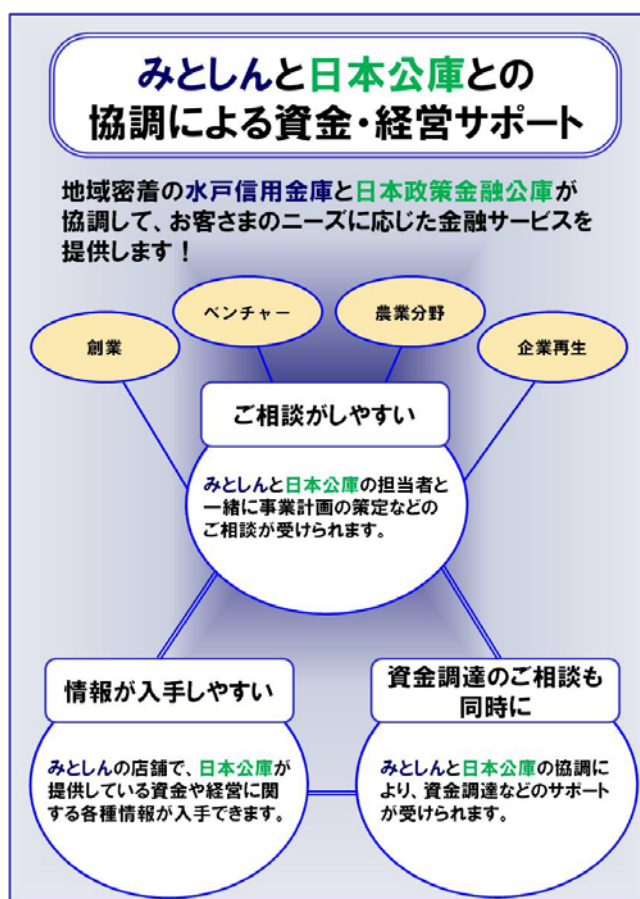 みとしんと日本公庫との
協調による資金・経営サポート
地域密着の水戸信用金庫と日本政策金融公庫が
協調して、お客さまのニーズに応じた金融サービスを
提供します！
創業
ベンチャー
農業分野
企業再生
ご相談がしやすい
みとしんと日本公庫の担当者と
一緒に事業計画の策定などの
ご相談が受けられます。
情報が入手しやすい
みとしんの店舗で、日本公庫が
提供している資金や経営に関
する各種情報が入手できます。
資金調達のご相談も
同時に
みとしんと日本公庫の協調に
より、資金調達などのサポート
が受けられます。